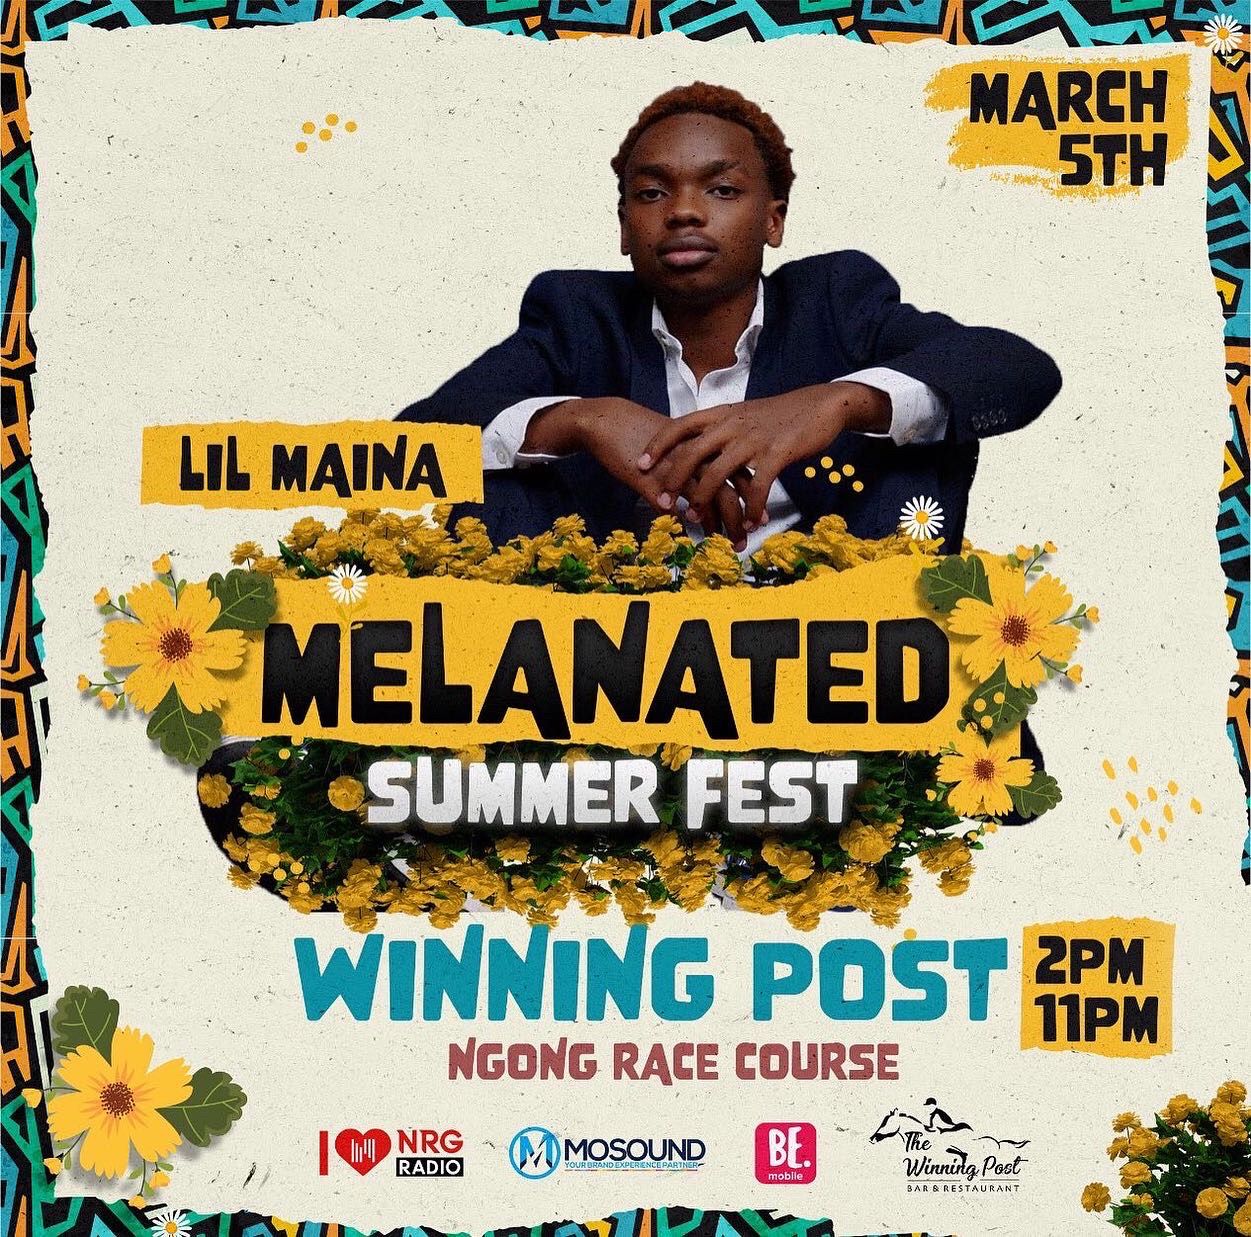 MARCH
5TH
LIL MAINA
MELANATED
SUMMER FEST
WINNING POST
2PM
11PM
NGONG RACE COURSE
I NRG
RADIO
M MOSOUND
YOUR BRAND EXPERIENCE PARTNER
BE.
mobile
The
Winning Post
BAR & RESTAURANT